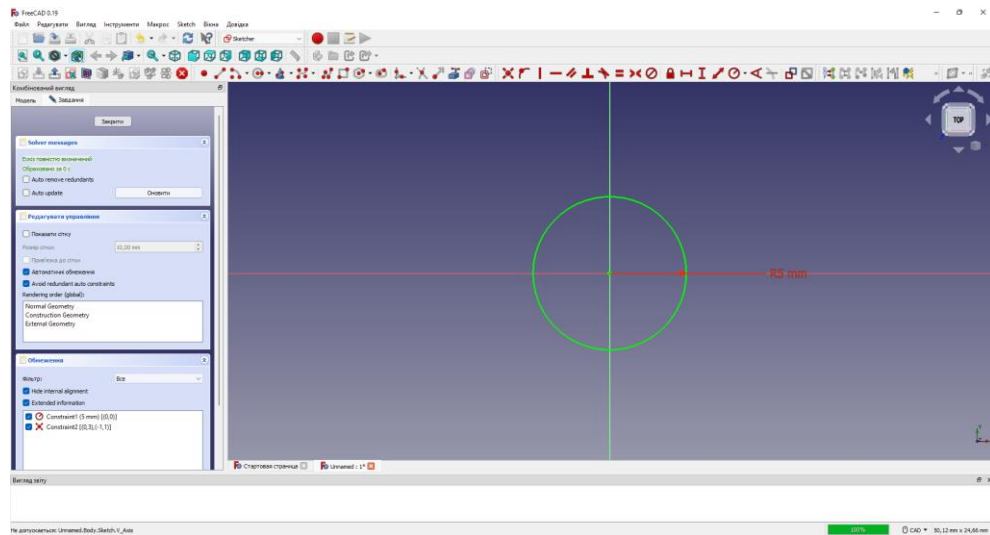 FreeCAD 0.19
Файл Редагувати Вигляд Інструменти Макрос Sketch Вікна Довідка
Sketcher
Комбінований вигляд
Модель Завдання
TOP
Закрити
Solver messages
Ескіз повністю визначений
Обраховано за 0 с
Auto remove redundants
Auto update Оновити
Редагувати управління
Показати сітку
Розмір сітки: 10,00 mm
Прив'язка до сітки
Автоматичні обмеження
Avoid redundant auto constraints
Rendering order (global):
Normal Geometry
Construction Geometry
External Geometry
R5 mm
Обмеження
Фільтр: Все
Hide internal alignment
Extended information
Constraint1 (5 mm) [(0,0)]
Constraint2 [(0,3),(-1,1)]
Стартовая страница Unnamed : 1*
Вигляд звіту
Не допускається: Unnamed.Body.Sketch.V_Axis
100% CAD 50,12 mm x 24,66 mm